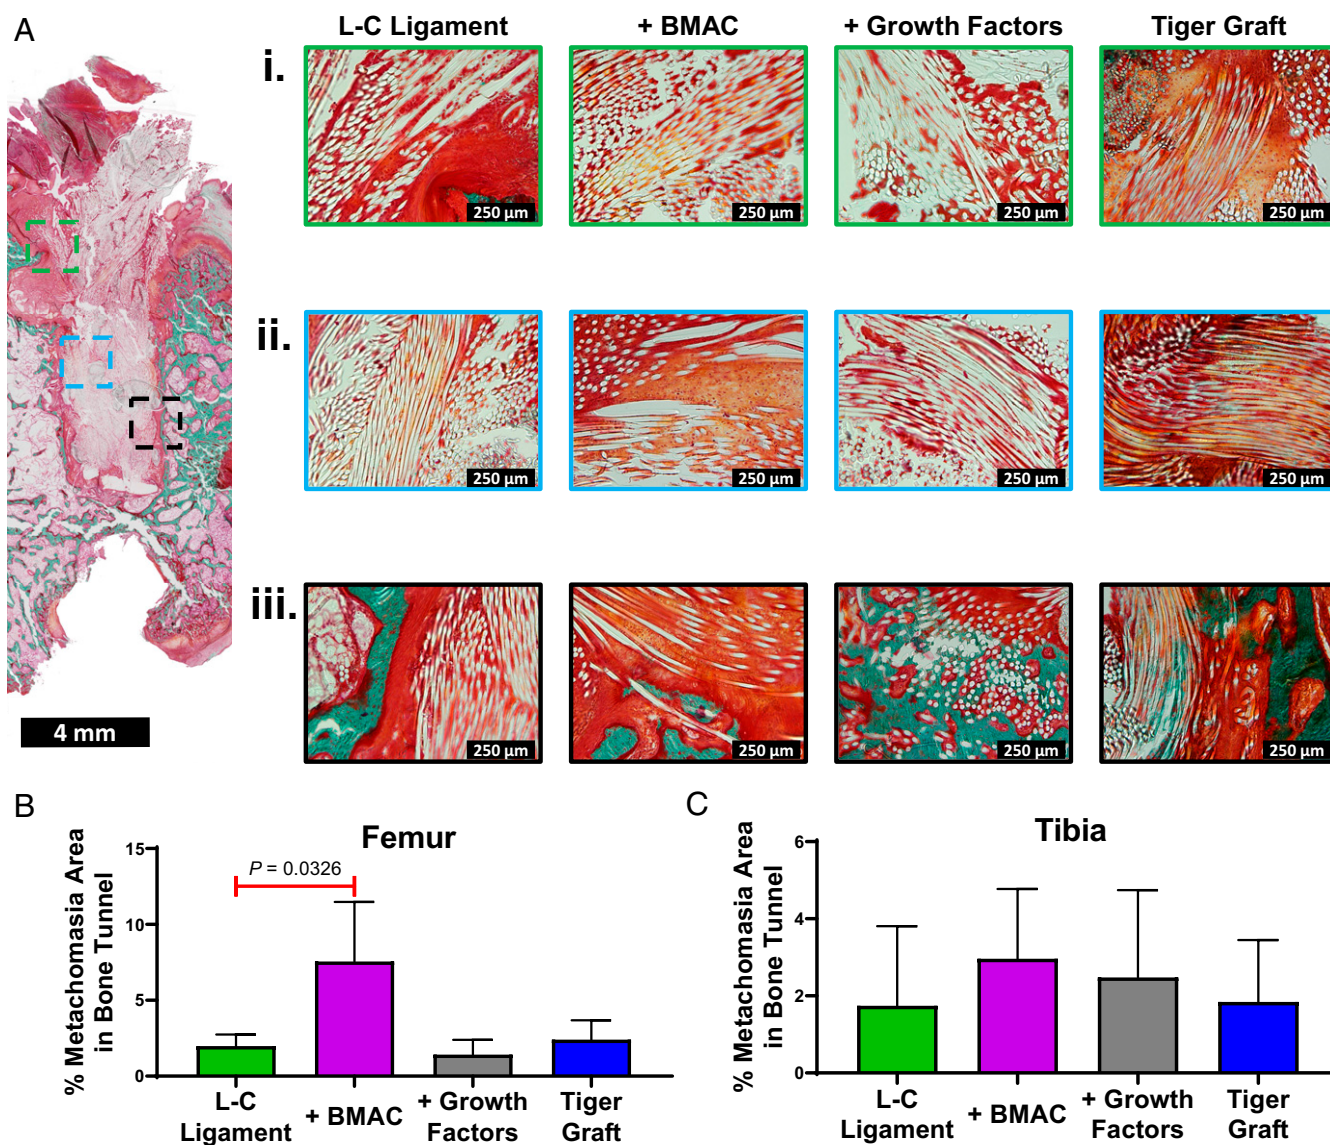 A
L-C Ligament
+ BMAC
+ Growth Factors
Tiger Graft
i.
250 µm
250 µm
250 µm
250 µm
ii.
250 µm
250 µm
250 µm
250 µm
iii.
250 µm
250 µm
250 µm
250 µm
4 mm
B
Femur
% Metachomasia Area
in Bone Tunnel
15
10
5
0
P = 0.0326
L-C
Ligament
+ BMAC
+ Growth
Factors
Tiger
Graft
C
Tibia
% Metachomasia Area
in Bone Tunnel
6
4
2
0
L-C
Ligament
+ BMAC
+ Growth
Factors
Tiger
Graft